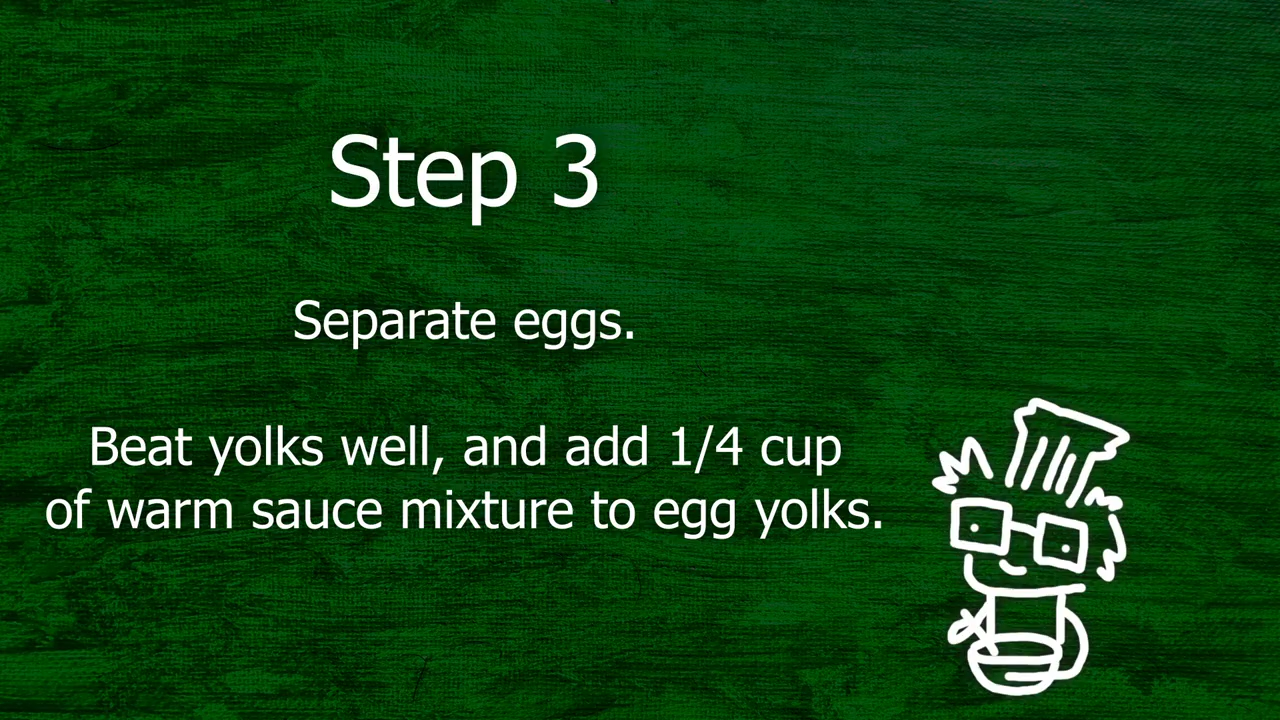 Step 3
Separate eggs.
Beat yolks well, and add 1/4 cup
of warm sauce mixture to egg yolks.